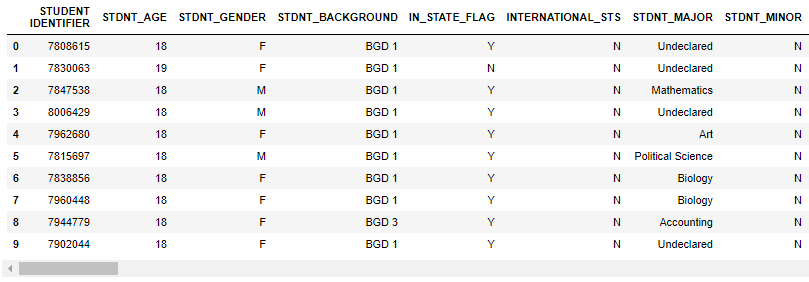 STUDENT IDENTIFIER STDNT_AGE STDNT_GENDER STDNT_BACKGROUND IN_STATE_FLAG INTERNATIONAL_STS STDNT_MAJOR STDNT_MINOR
0 7808615 18 F BGD 1 Y N Undeclared N
1 7830063 19 F BGD 1 N N Undeclared N
2 7847538 18 M BGD 1 Y N Mathematics N
3 8006429 18 M BGD 1 Y N Undeclared N
4 7962680 18 F BGD 1 Y N Art N
5 7815697 18 M BGD 1 Y N Political Science N
6 7838856 18 F BGD 1 Y N Biology N
7 7960448 18 F BGD 1 Y N Biology N
8 7944779 18 F BGD 3 Y N Accounting N
9 7902044 18 F BGD 1 Y N Undeclared N